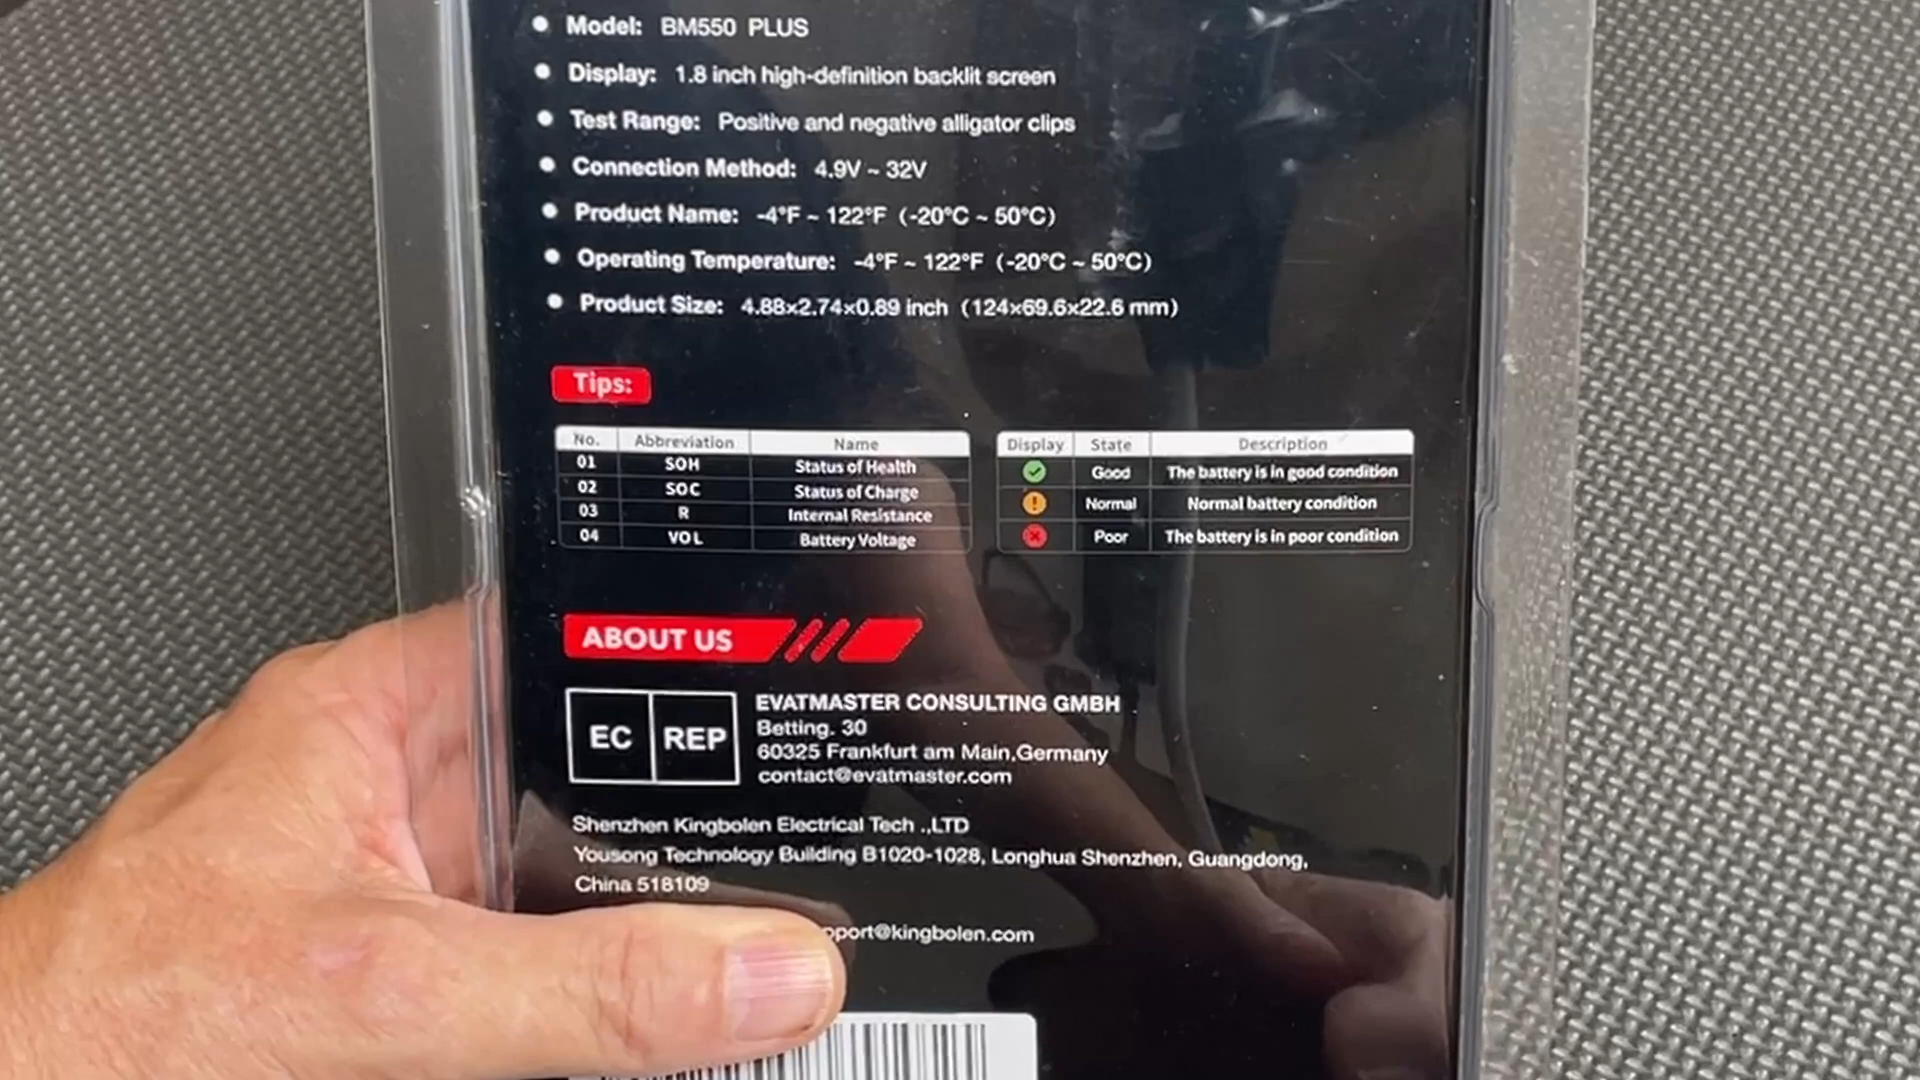 Model: BM550 PLUS
Display: 1.8 inch high-definition backlit screen
Test Range: Positive and negative alligator clips
Connection Method: 4.9V ~ 32V
Product Name: -4°F ~ 122°F (-20°C ~ 50°C)
Operating Temperature: -4°F ~ 122°F (-20°C ~ 50°C)
Product Size: 4.88x2.74x0.89 inch (124x69.6x22.6 mm)
Tips:
No. Abbreviation Name
01 SOH Status of Health
02 SOC Status of Charge
03 R Internal Resistance
04 VOL Battery Voltage
Display State Description
Good The battery is in good condition
Normal Normal battery condition
Poor The battery is in poor condition
ABOUT US
EC REP
EVATMASTER CONSULTING GMBH
Betting. 30
60325 Frankfurt am Main,Germany
contact@evatmaster.com
Shenzhen Kingbolen Electrical Tech .,LTD
Yousong Technology Building B1020-1028, Longhua Shenzhen, Guangdong,
China 518109
pport@kingbolen.com